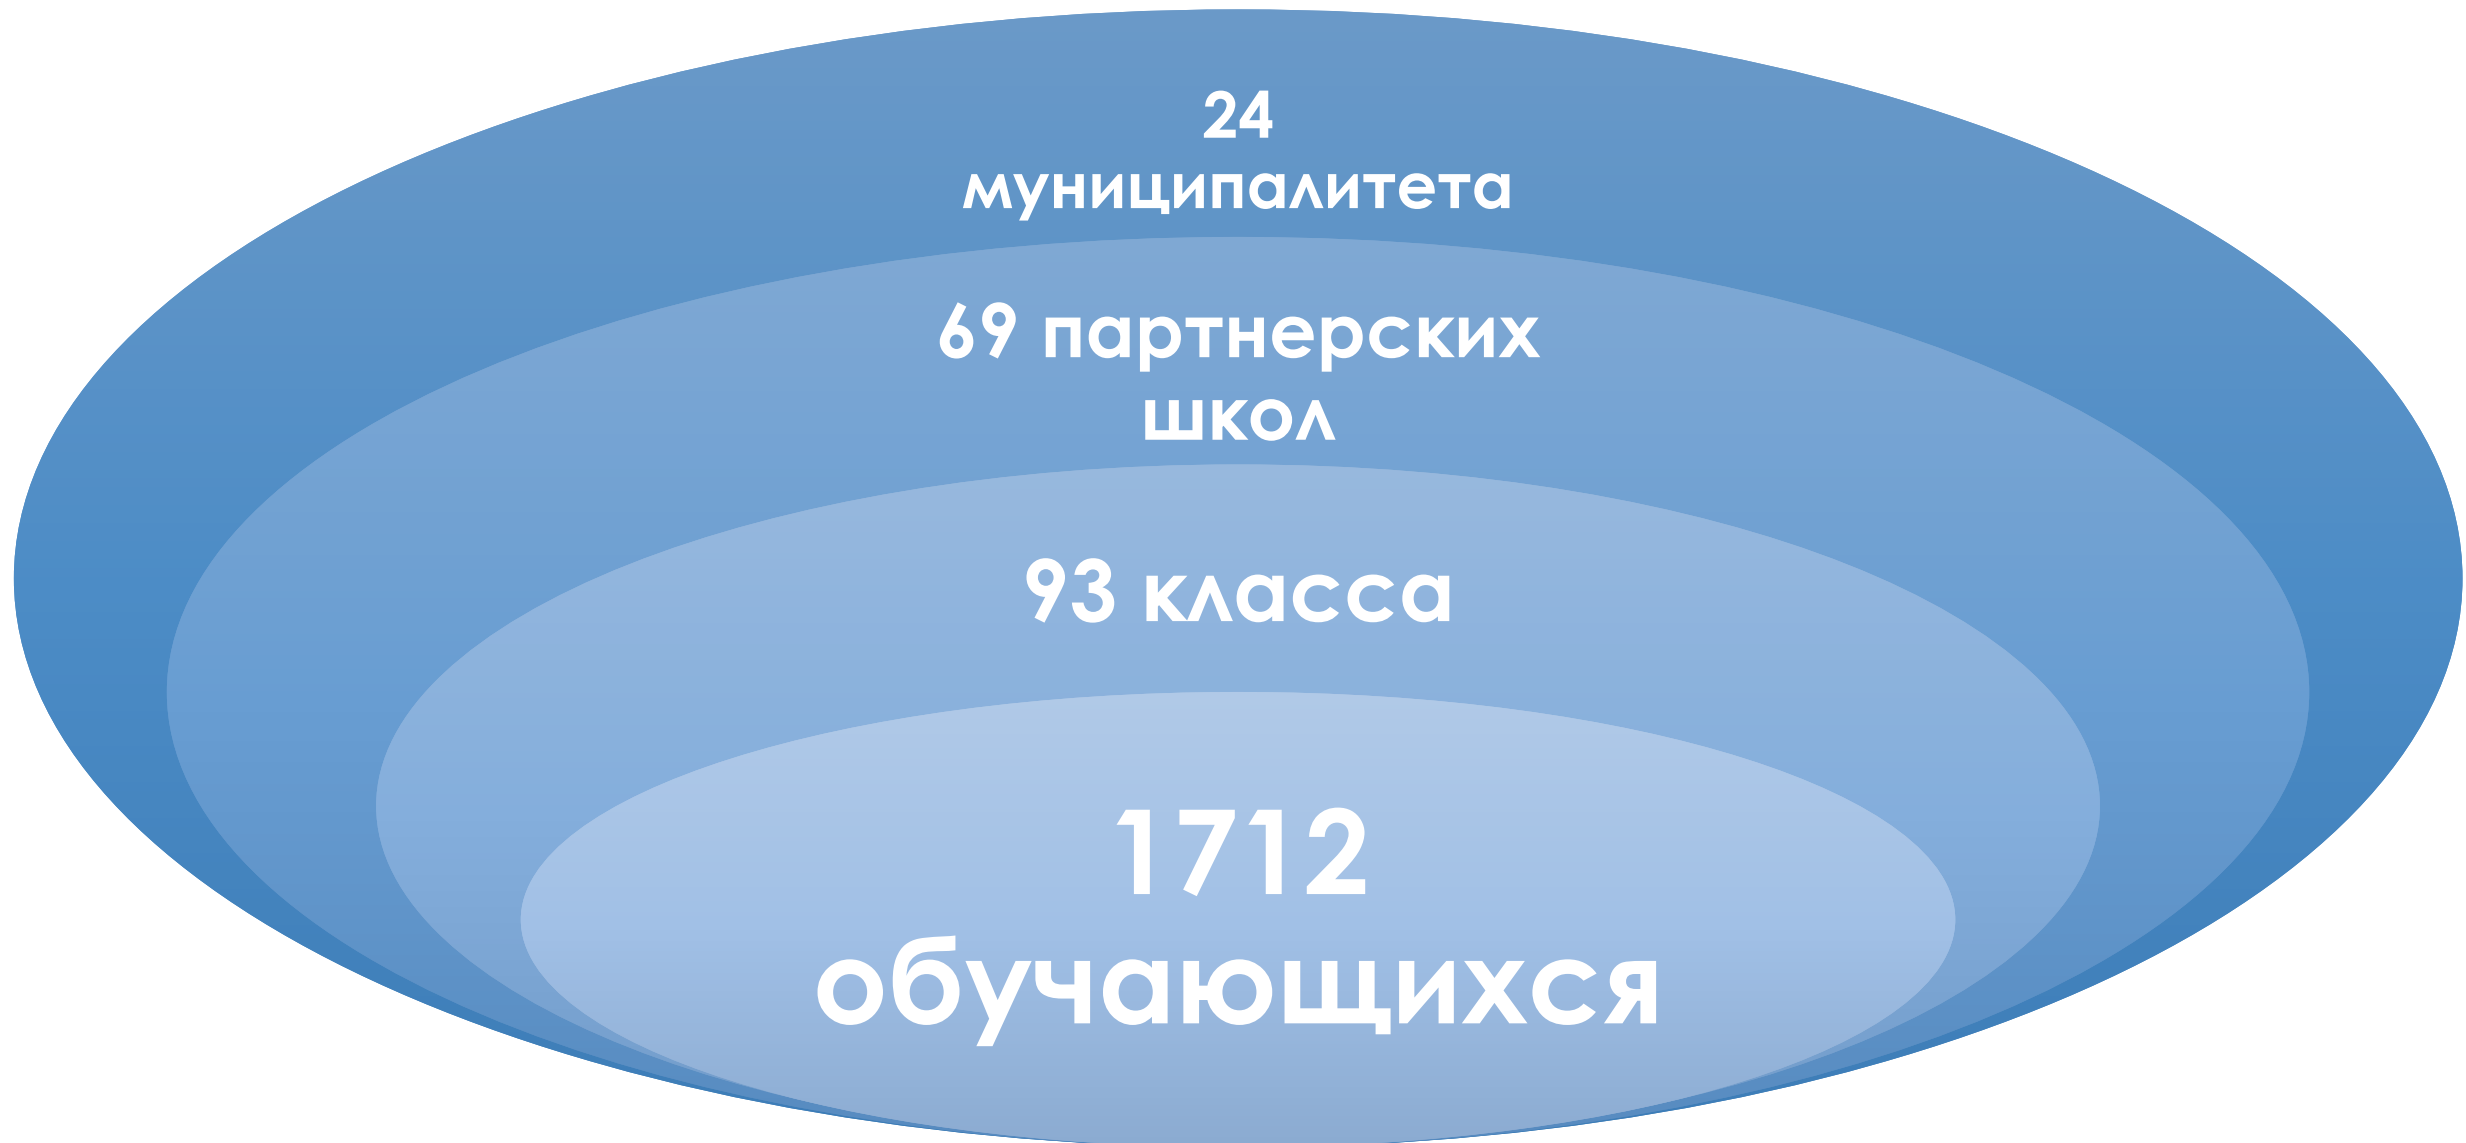 24
муниципалитета
69 партнерских
школ
93 класса
1712
обучающихся